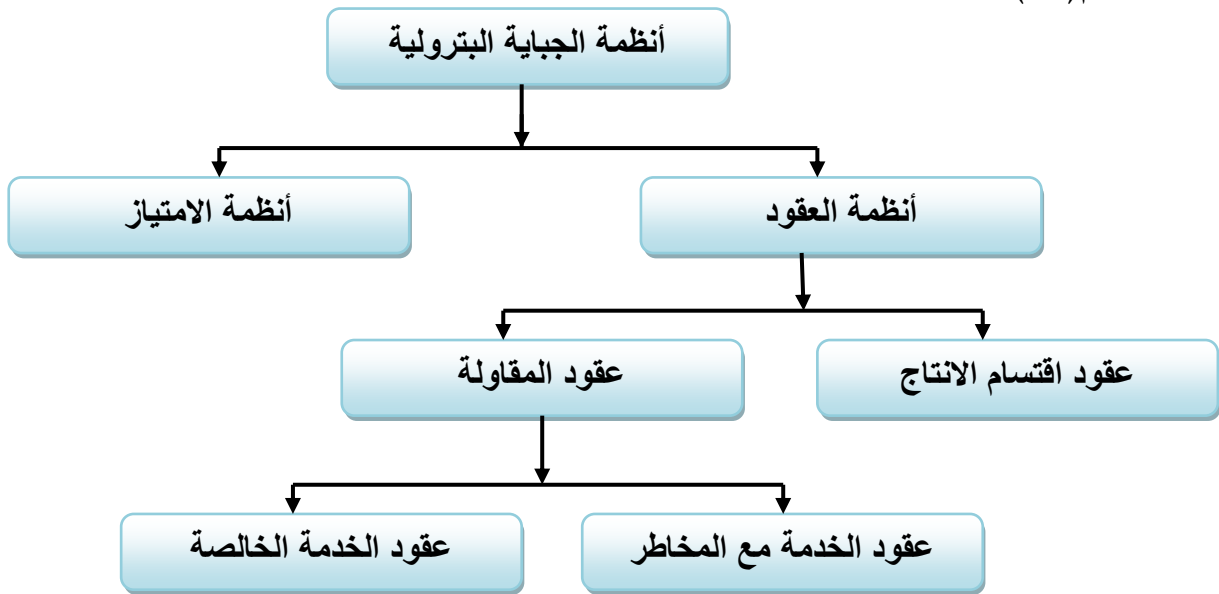 أنظمة الجباية البترولية
أنظمة العقود
أنظمة الامتياز
عقود اقتسام الانتاج
عقود المقاولة
عقود الخدمة مع المخاطر
عقود الخدمة الخالصة